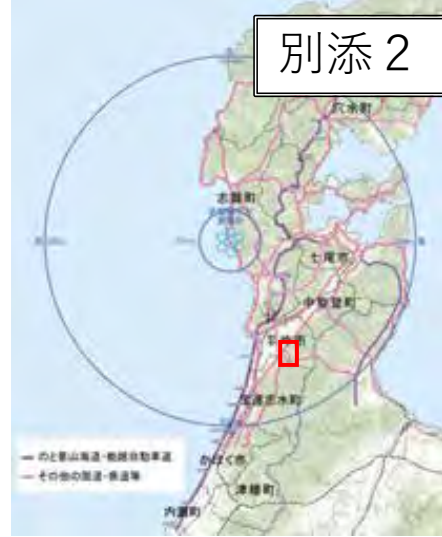 別添２
穴水町
志賀町
七尾市
中能登町
羽咋市
宝達志水町
かほく市
津幡町
内灘町
のと里山海道・能越自動車道
その他の国道・県道等